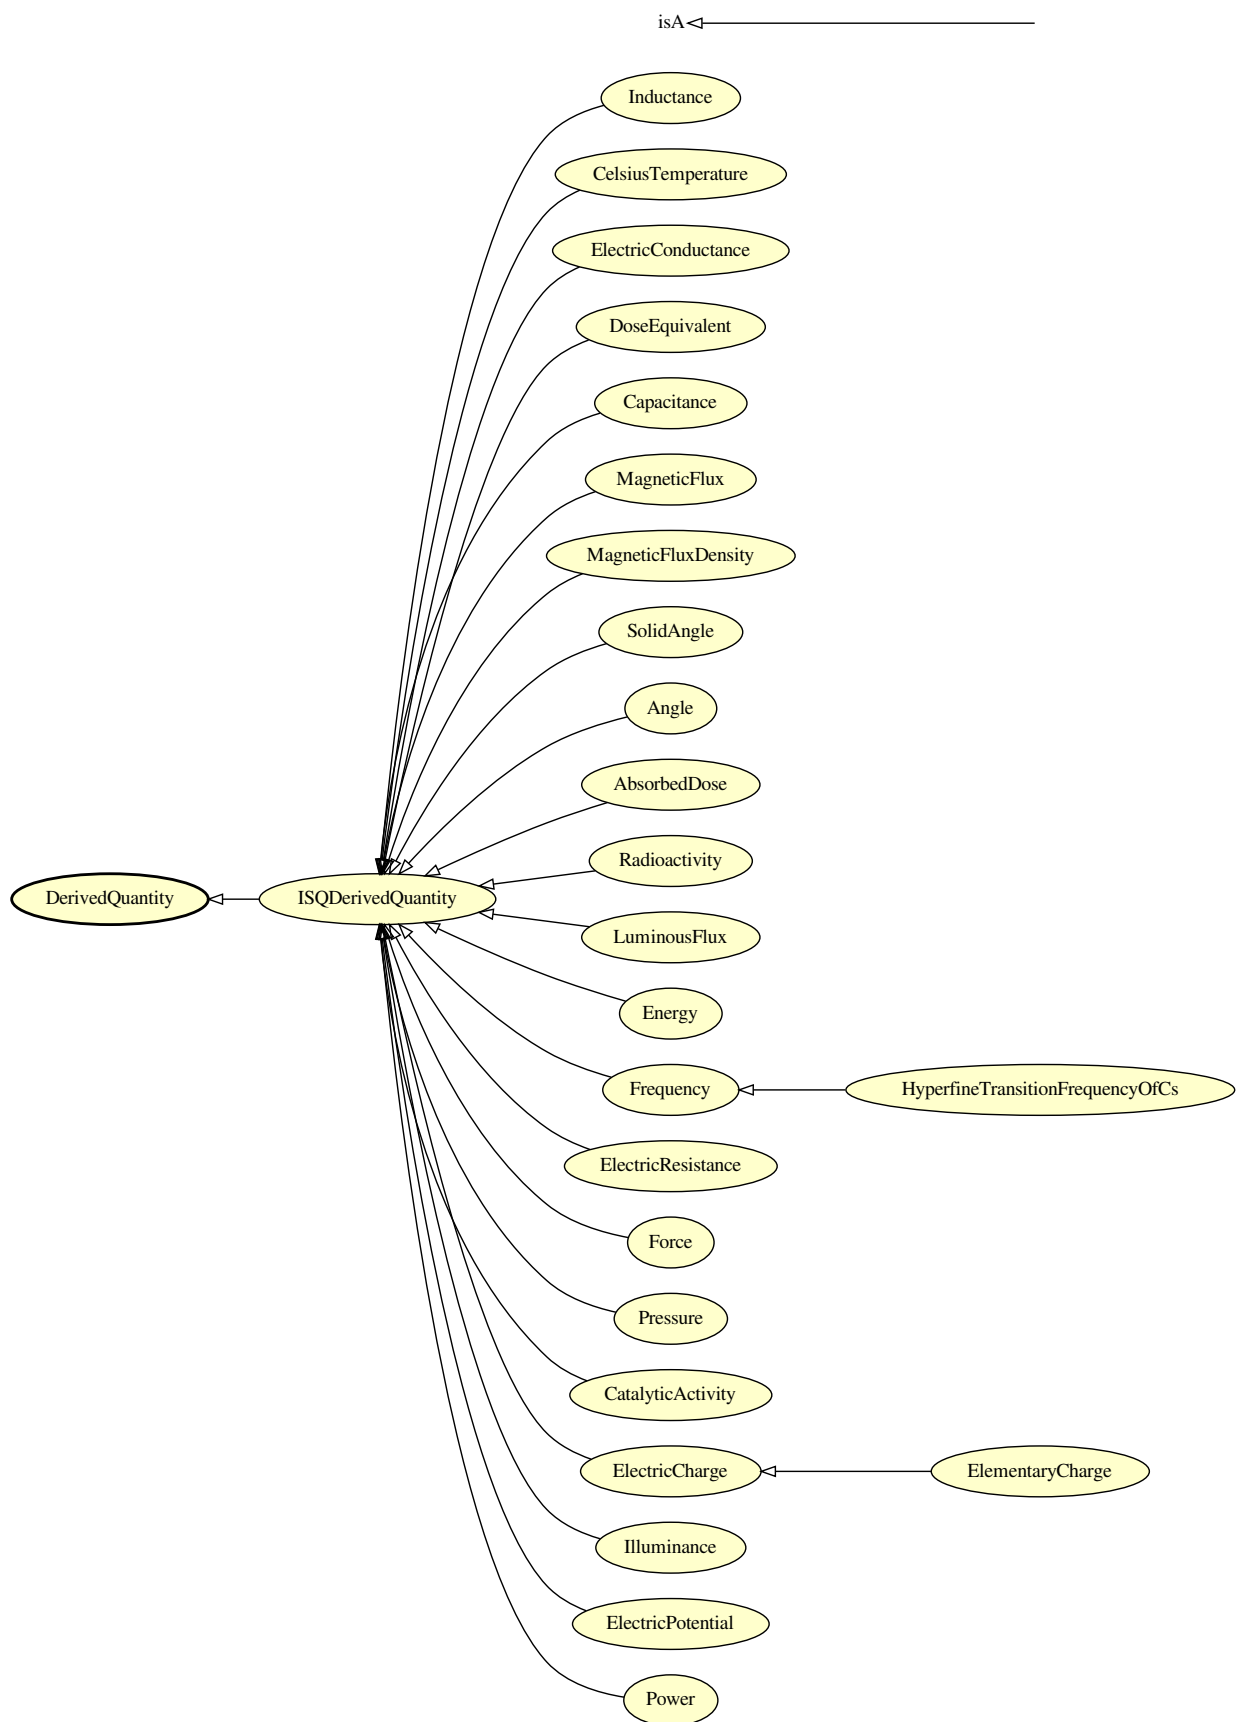 isA
Inductance
CelsiusTemperature
ElectricConductance
DoseEquivalent
Capacitance
MagneticFlux
MagneticFluxDensity
SolidAngle
Angle
AbsorbedDose
Radioactivity
DerivedQuantity
ISQDerivedQuantity
LuminousFlux
Energy
Frequency
HyperfineTransitionFrequencyOfCs
ElectricResistance
Force
Pressure
CatalyticActivity
ElectricCharge
ElementaryCharge
Illuminance
ElectricPotential
Power